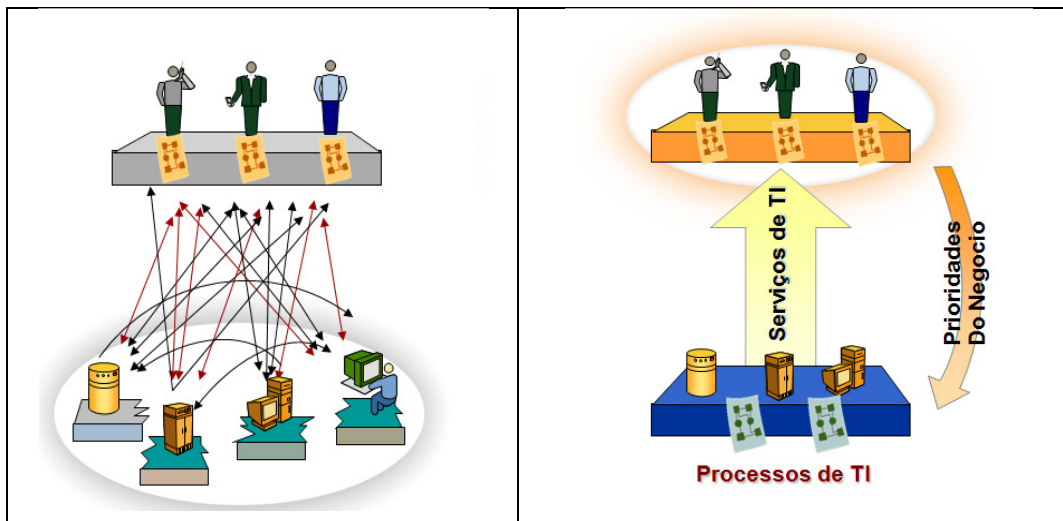 Serviços de TI
Prioridades
Do Negocio
Processos de TI